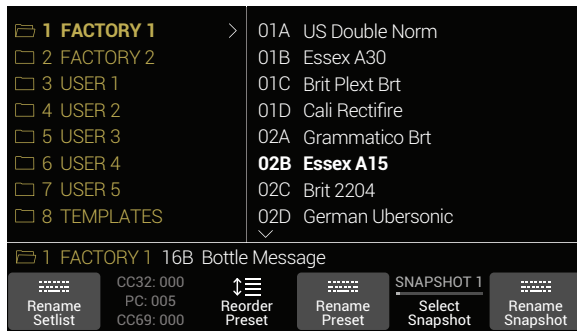 1 FACTORY 1 >
2 FACTORY 2
3 USER 1
4 USER 2
5 USER 3
6 USER 4
7 USER 5
8 TEMPLATES
01A US Double Norm
01B Essex A30
01C Brit Plext Brt
01D Cali Rectifire
02A Grammatico Brt
02B Essex A15
02C Brit 2204
02D German Ubersonic
1 FACTORY 1 16B Bottle Message
Rename
Setlist
CC32: 000
PC: 005
CC69: 000
Reorder
Preset
Rename
Preset
SNAPSHOT 1
Select
Snapshot
Rename
Snapshot